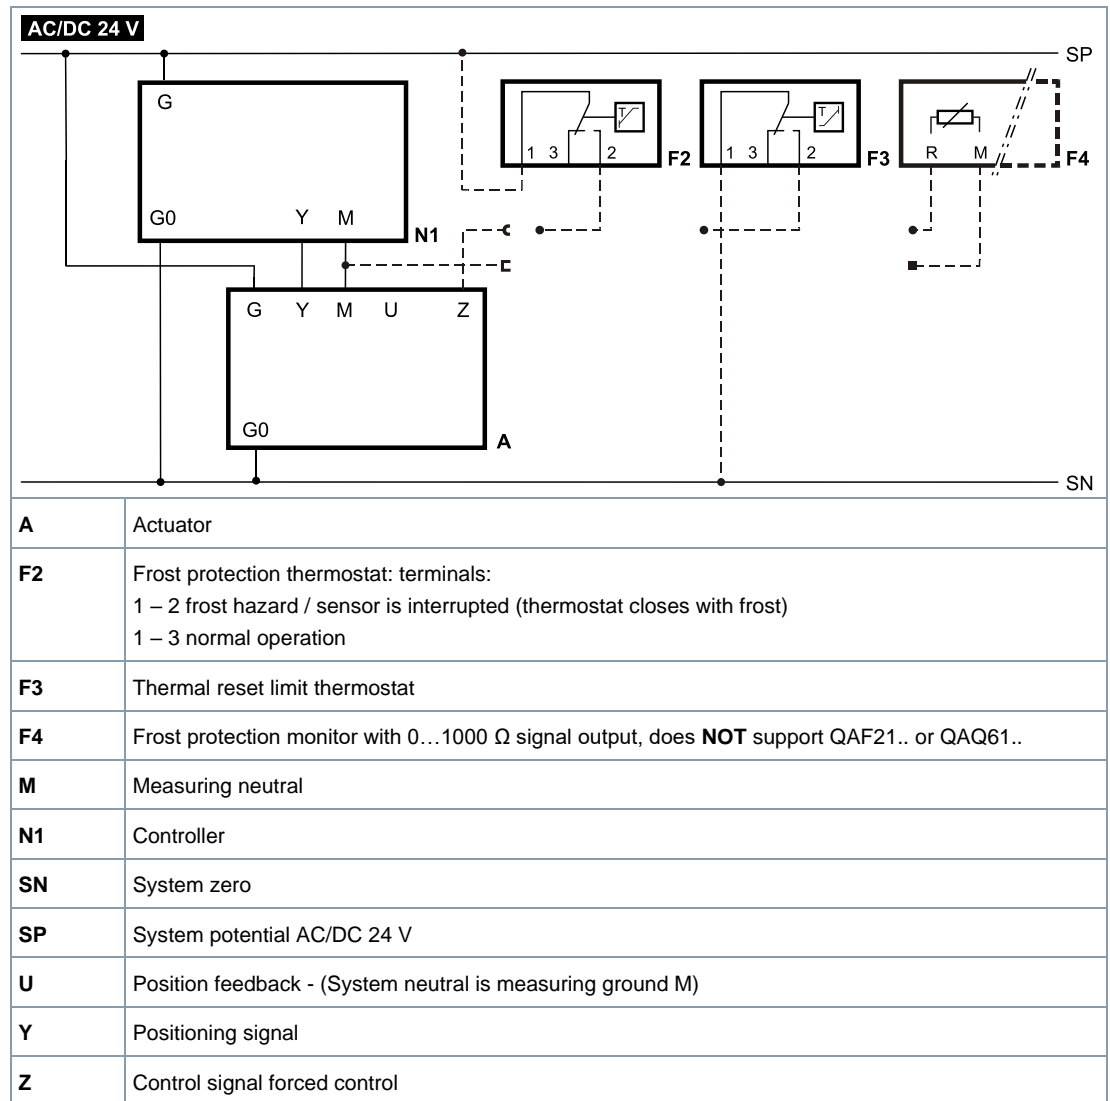 AC/DC 24 V
SP
G
G0 Y M
N1
1 3 2
F2
1 3 2
F3
R M
F4
G Y M U Z
G0
A
SN
A Actuator
F2 Frost protection thermostat: terminals:
1 – 2 frost hazard / sensor is interrupted (thermostat closes with frost)
1 – 3 normal operation
F3 Thermal reset limit thermostat
F4 Frost protection monitor with 0…1000 Ω signal output, does NOT support QAF21.. or QAQ61..
M Measuring neutral
N1 Controller
SN System zero
SP System potential AC/DC 24 V
U Position feedback - (System neutral is measuring ground M)
Y Positioning signal
Z Control signal forced control